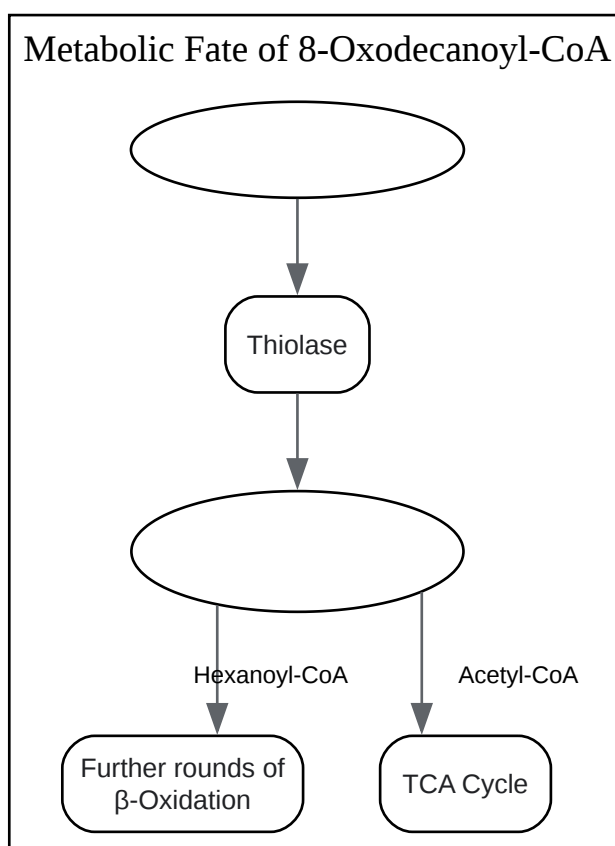 Metabolic Fate of 8-Oxodecanoyl-CoA
Thiolase
Hexanoyl-CoA
Acetyl-CoA
Further rounds of
β-Oxidation
TCA Cycle